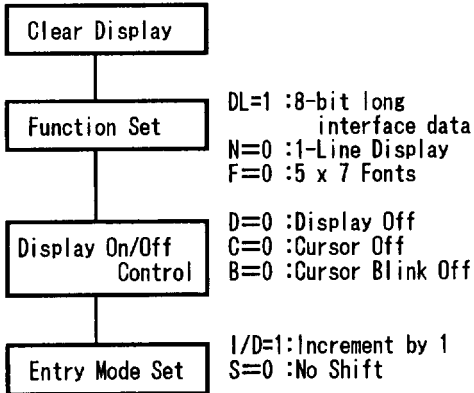 Clear Display
Function Set
DL=1 :8-bit long
interface data
N=0 :1-Line Display
F=0 :5 x 7 Fonts
Display On/Off
Control
D=0 :Display Off
C=0 :Cursor Off
B=0 :Cursor Blink Off
Entry Mode Set
I/D=1:Increment by 1
S=0 :No Shift